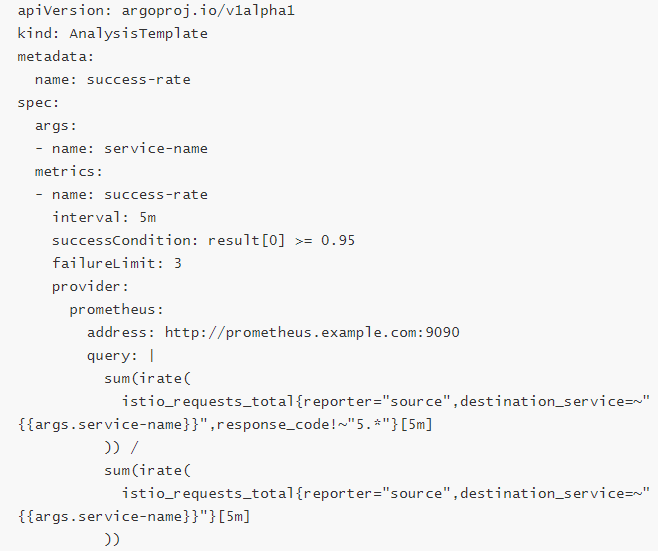 apiVersion: argoproj.io/v1alpha1
kind: AnalysisTemplate
metadata:
  name: success-rate
spec:
  args:
  - name: service-name
  metrics:
  - name: success-rate
    interval: 5m
    successCondition: result[0] >= 0.95
    failureLimit: 3
    provider:
      prometheus:
        address: http://prometheus.example.com:9090
        query: |
          sum(irate(
            istio_requests_total{reporter="source",destination_service=~"
{{args.service-name}}",response_code!~"5.*"}[5m]
          )) /
          sum(irate(
            istio_requests_total{reporter="source",destination_service=~"
{{args.service-name}}"}[5m]
          ))